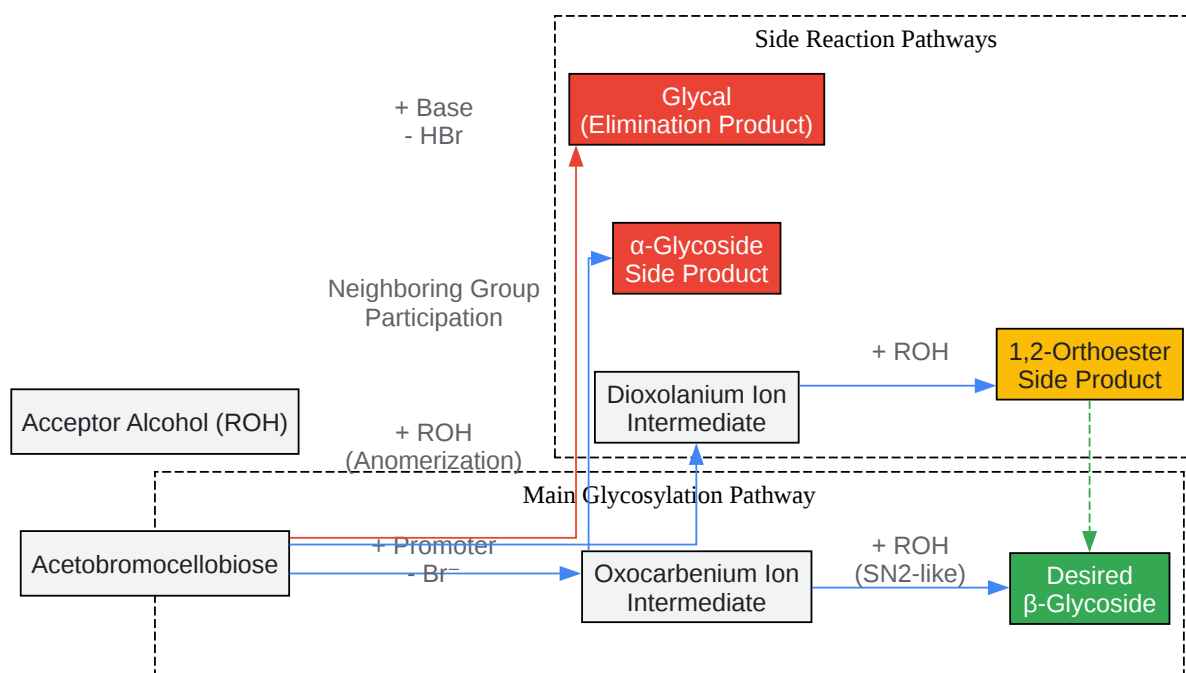 Side Reaction Pathways
Glycal
(Elimination Product)
+ Base
- HBr
α-Glycoside
Side Product
Neighboring Group
Participation
+ ROH
1,2-Orthoester
Side Product
Dioxolanium Ion
Intermediate
Acceptor Alcohol (ROH)
+ ROH
(Anomerization)
Main Glycosylation Pathway
Acetobromocellobiose
+ Promoter
- Br⁻
Oxocarbenium Ion
Intermediate
+ ROH
(SN2-like)
Desired
β-Glycoside